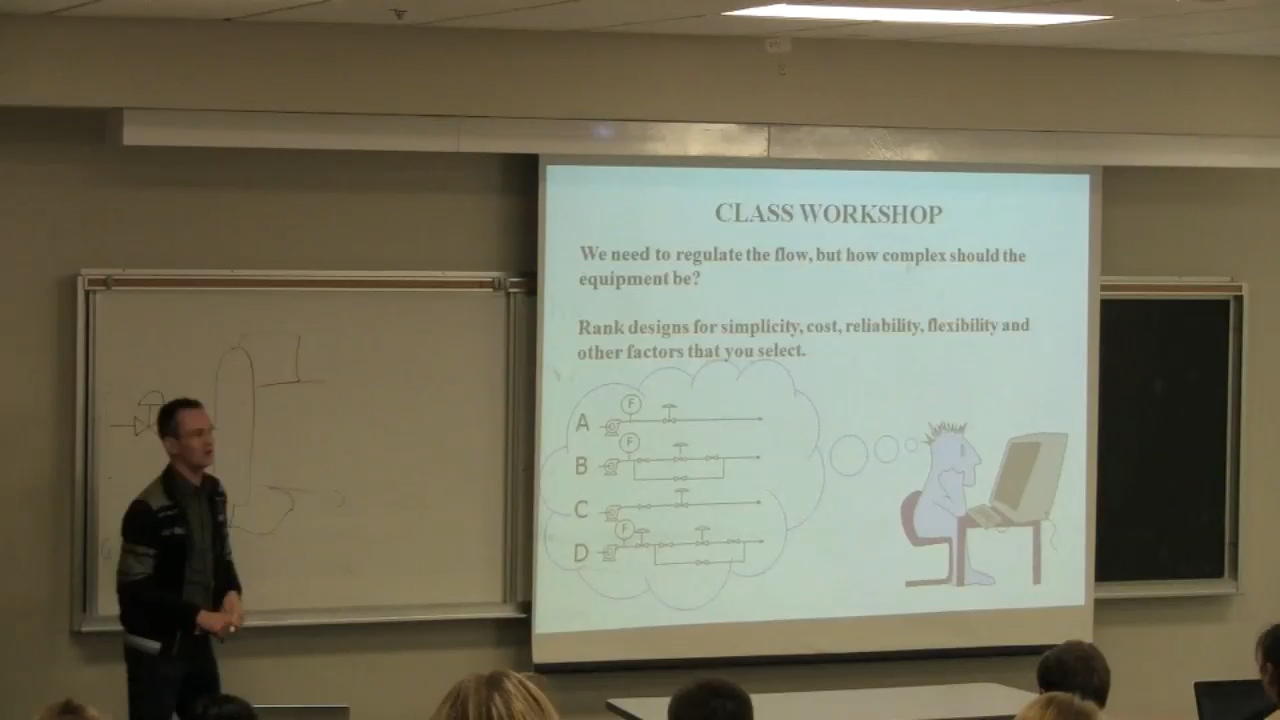 CLASS WORKSHOP
We need to regulate the flow, but how complex should the
equipment be?
Rank designs for simplicity, cost, reliability, flexibility and
other factors that you select.
A F
B F
C
D F